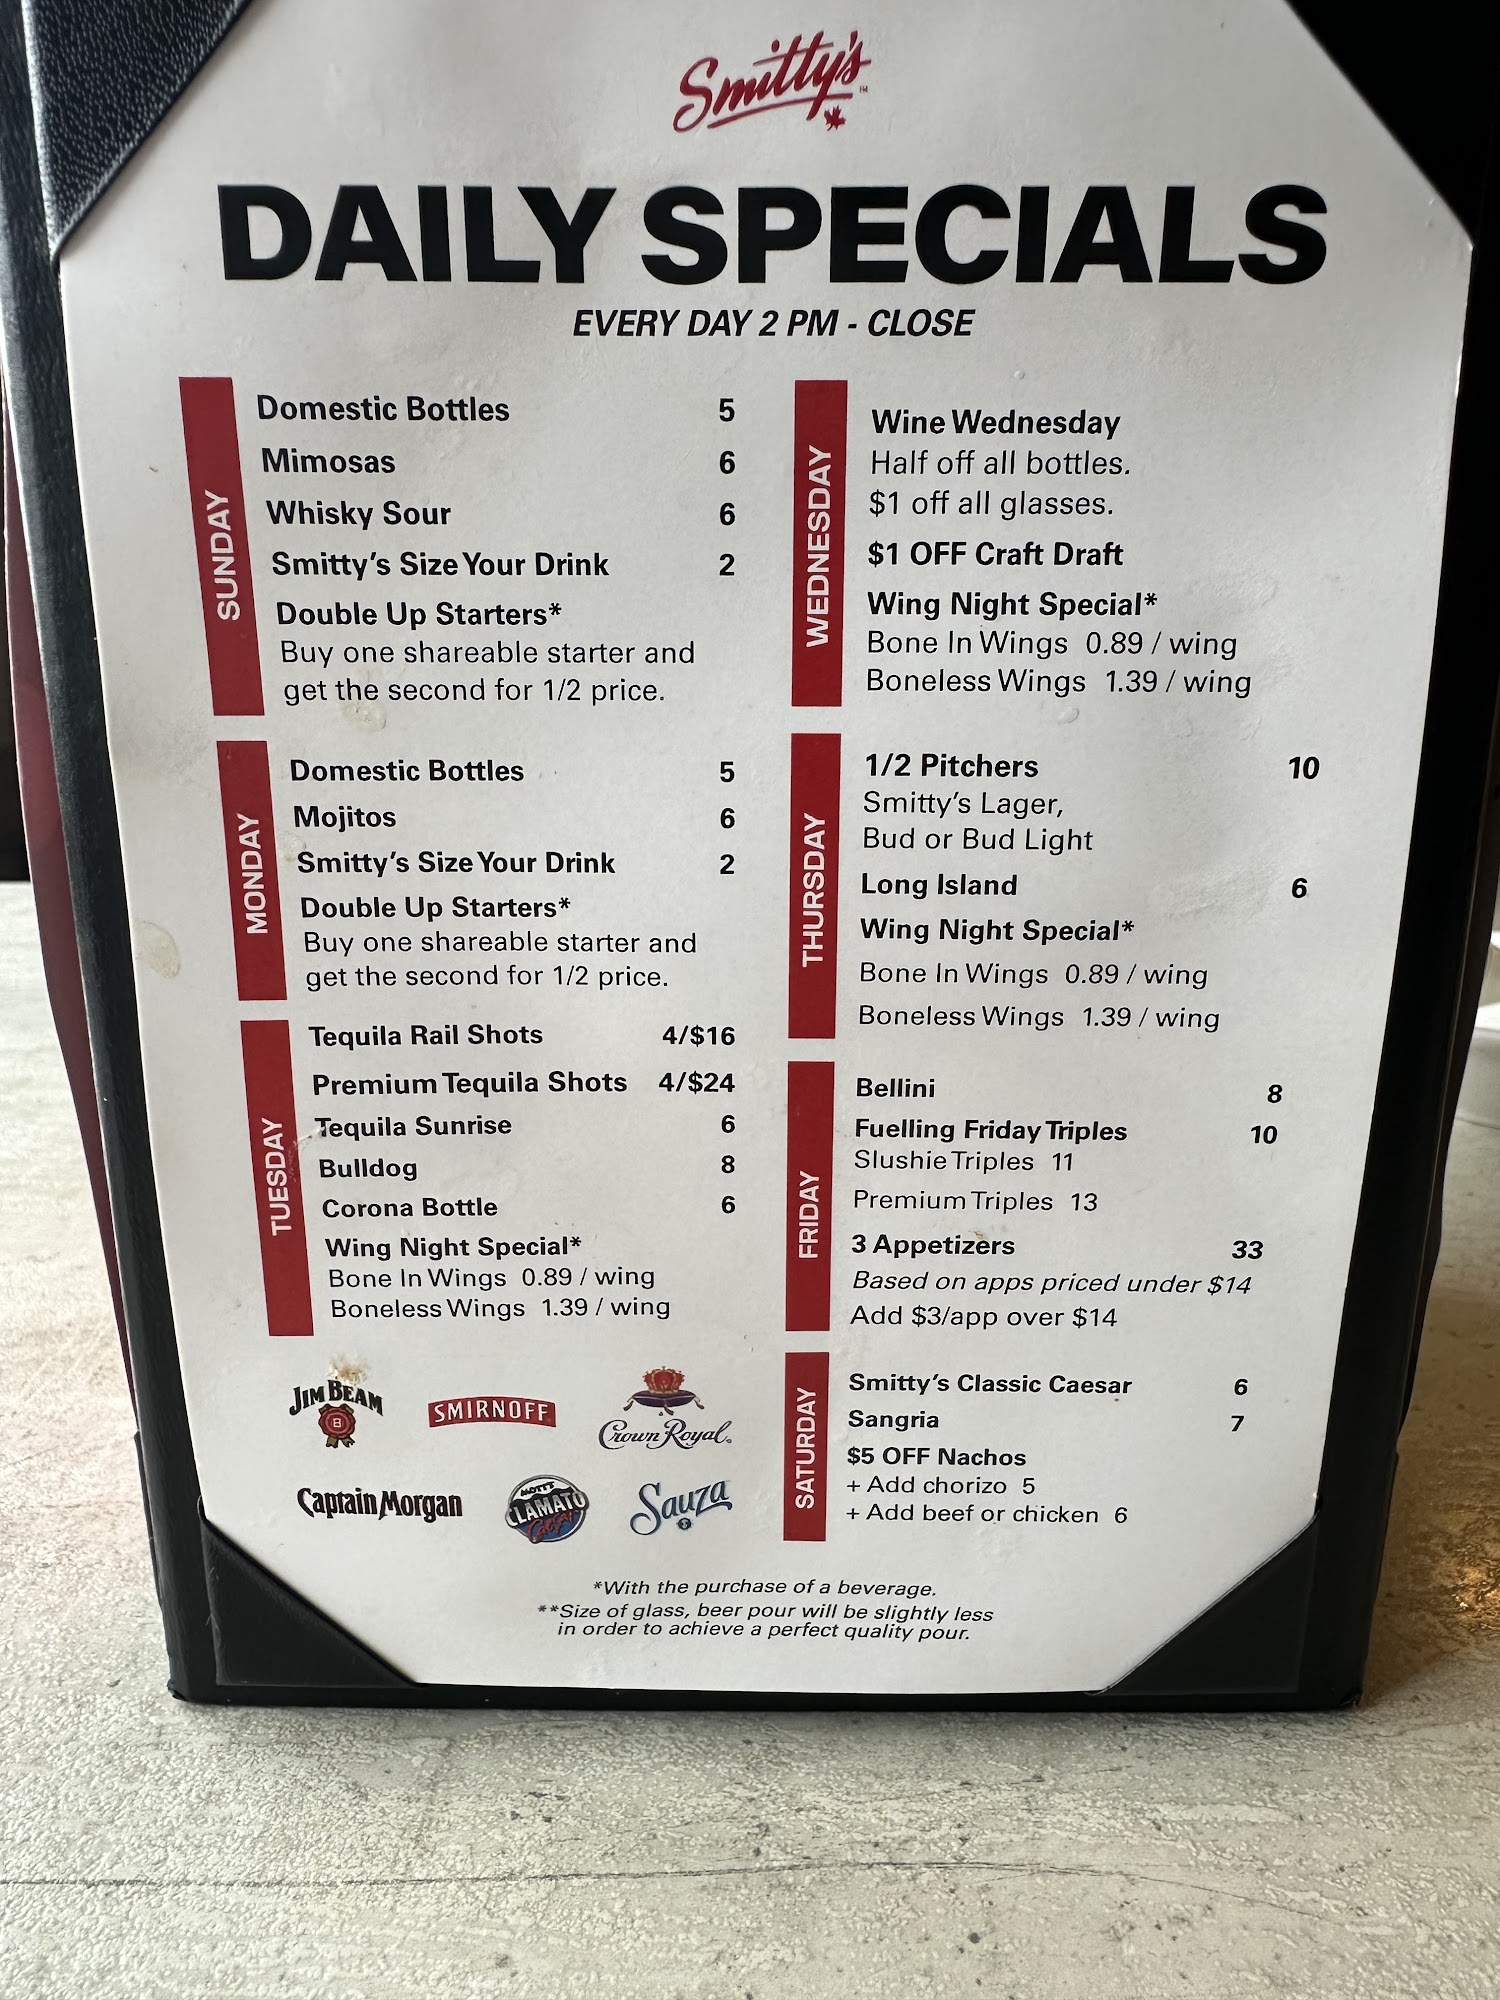 Smitty's™
DAILY SPECIALS
EVERY DAY 2 PM - CLOSE
SUNDAY
Domestic Bottles 5
Mimosas 6
Whisky Sour 6
Smitty's Size Your Drink 2
Double Up Starters*
Buy one shareable starter and
get the second for 1/2 price.
MONDAY
Domestic Bottles 5
Mojitos 6
Smitty's Size Your Drink 2
Double Up Starters*
Buy one shareable starter and
get the second for 1/2 price.
TUESDAY
Tequila Rail Shots 4/$16
Premium Tequila Shots 4/$24
Tequila Sunrise 6
Bulldog 8
Corona Bottle 6
Wing Night Special*
Bone In Wings 0.89 / wing
Boneless Wings 1.39 / wing
JIM BEAM
B
SMIRNOFF
Crown Royal
Captain Morgan
MOTT'S
CLAMATO
Caesar
Sauza
WEDNESDAY
Wine Wednesday
Half off all bottles.
$1 off all glasses.
$1 OFF Craft Draft
Wing Night Special*
Bone In Wings 0.89 / wing
Boneless Wings 1.39 / wing
THURSDAY
1/2 Pitchers 10
Smitty's Lager,
Bud or Bud Light
Long Island 6
Wing Night Special*
Bone In Wings 0.89 / wing
Boneless Wings 1.39 / wing
FRIDAY
Bellini 8
Fuelling Friday Triples 10
Slushie Triples 11
Premium Triples 13
3 Appetizers 33
Based on apps priced under $14
Add $3/app over $14
SATURDAY
Smitty's Classic Caesar 6
Sangria 7
$5 OFF Nachos
+ Add chorizo 5
+ Add beef or chicken 6
*With the purchase of a beverage.
**Size of glass, beer pour will be slightly less
in order to achieve a perfect quality pour.